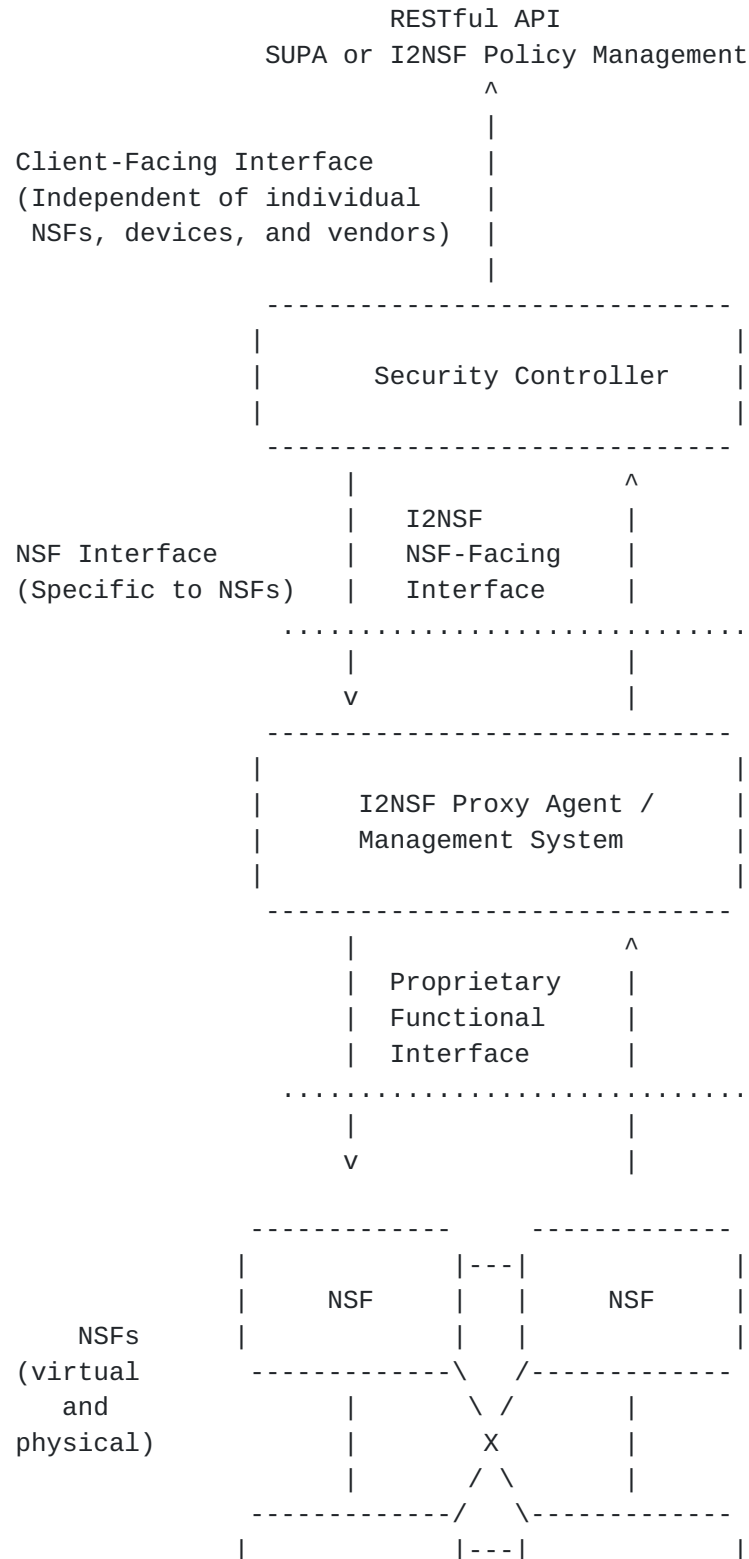 RESTful API
SUPA or I2NSF Policy Management
^
|
Client-Facing Interface |
(Independent of individual |
NSFs, devices, and vendors) |
|
------------------------------
| |
| Security Controller |
| |
------------------------------
| ^
| I2NSF |
NSF Interface | NSF-Facing |
(Specific to NSFs) | Interface |
..............................
| |
v |
------------------------------
| |
| I2NSF Proxy Agent / |
| Management System |
| |
------------------------------
| ^
| Proprietary |
| Functional |
| Interface |
..............................
| |
v |
------------- -------------
| |---| |
| NSF | | NSF |
NSFs | | | |
(virtual -------------\ /-------------
and | \ / |
physical) | X |
| / \ |
-------------/ \-------------
| |---| |